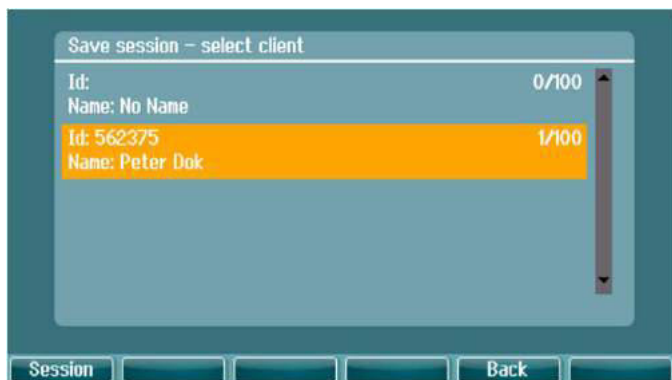 Save session – select client
Id: 0/100
Name: No Name
Id: 562375 1/100
Name: Peter Dok
Session Back